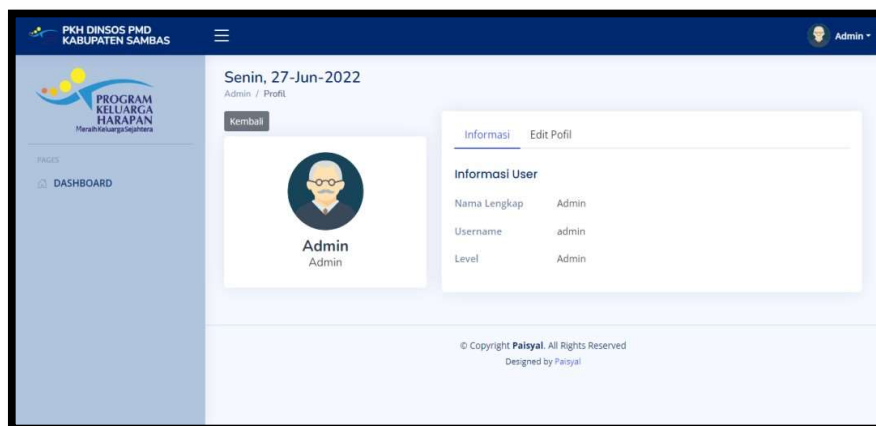 PKH DINSOS PMD
KABUPATEN SAMBAS
Admin
PROGRAM
KELUARGA
HARAPAN
Meraih Keluarga Sejahtera
PAGES
DASHBOARD
Senin, 27-Jun-2022
Admin / Profil
Kembali
Admin
Admin
Informasi Edit Pofil
Informasi User
Nama Lengkap Admin
Username admin
Level Admin
© Copyright Paisyal. All Rights Reserved
Designed by Paisyal